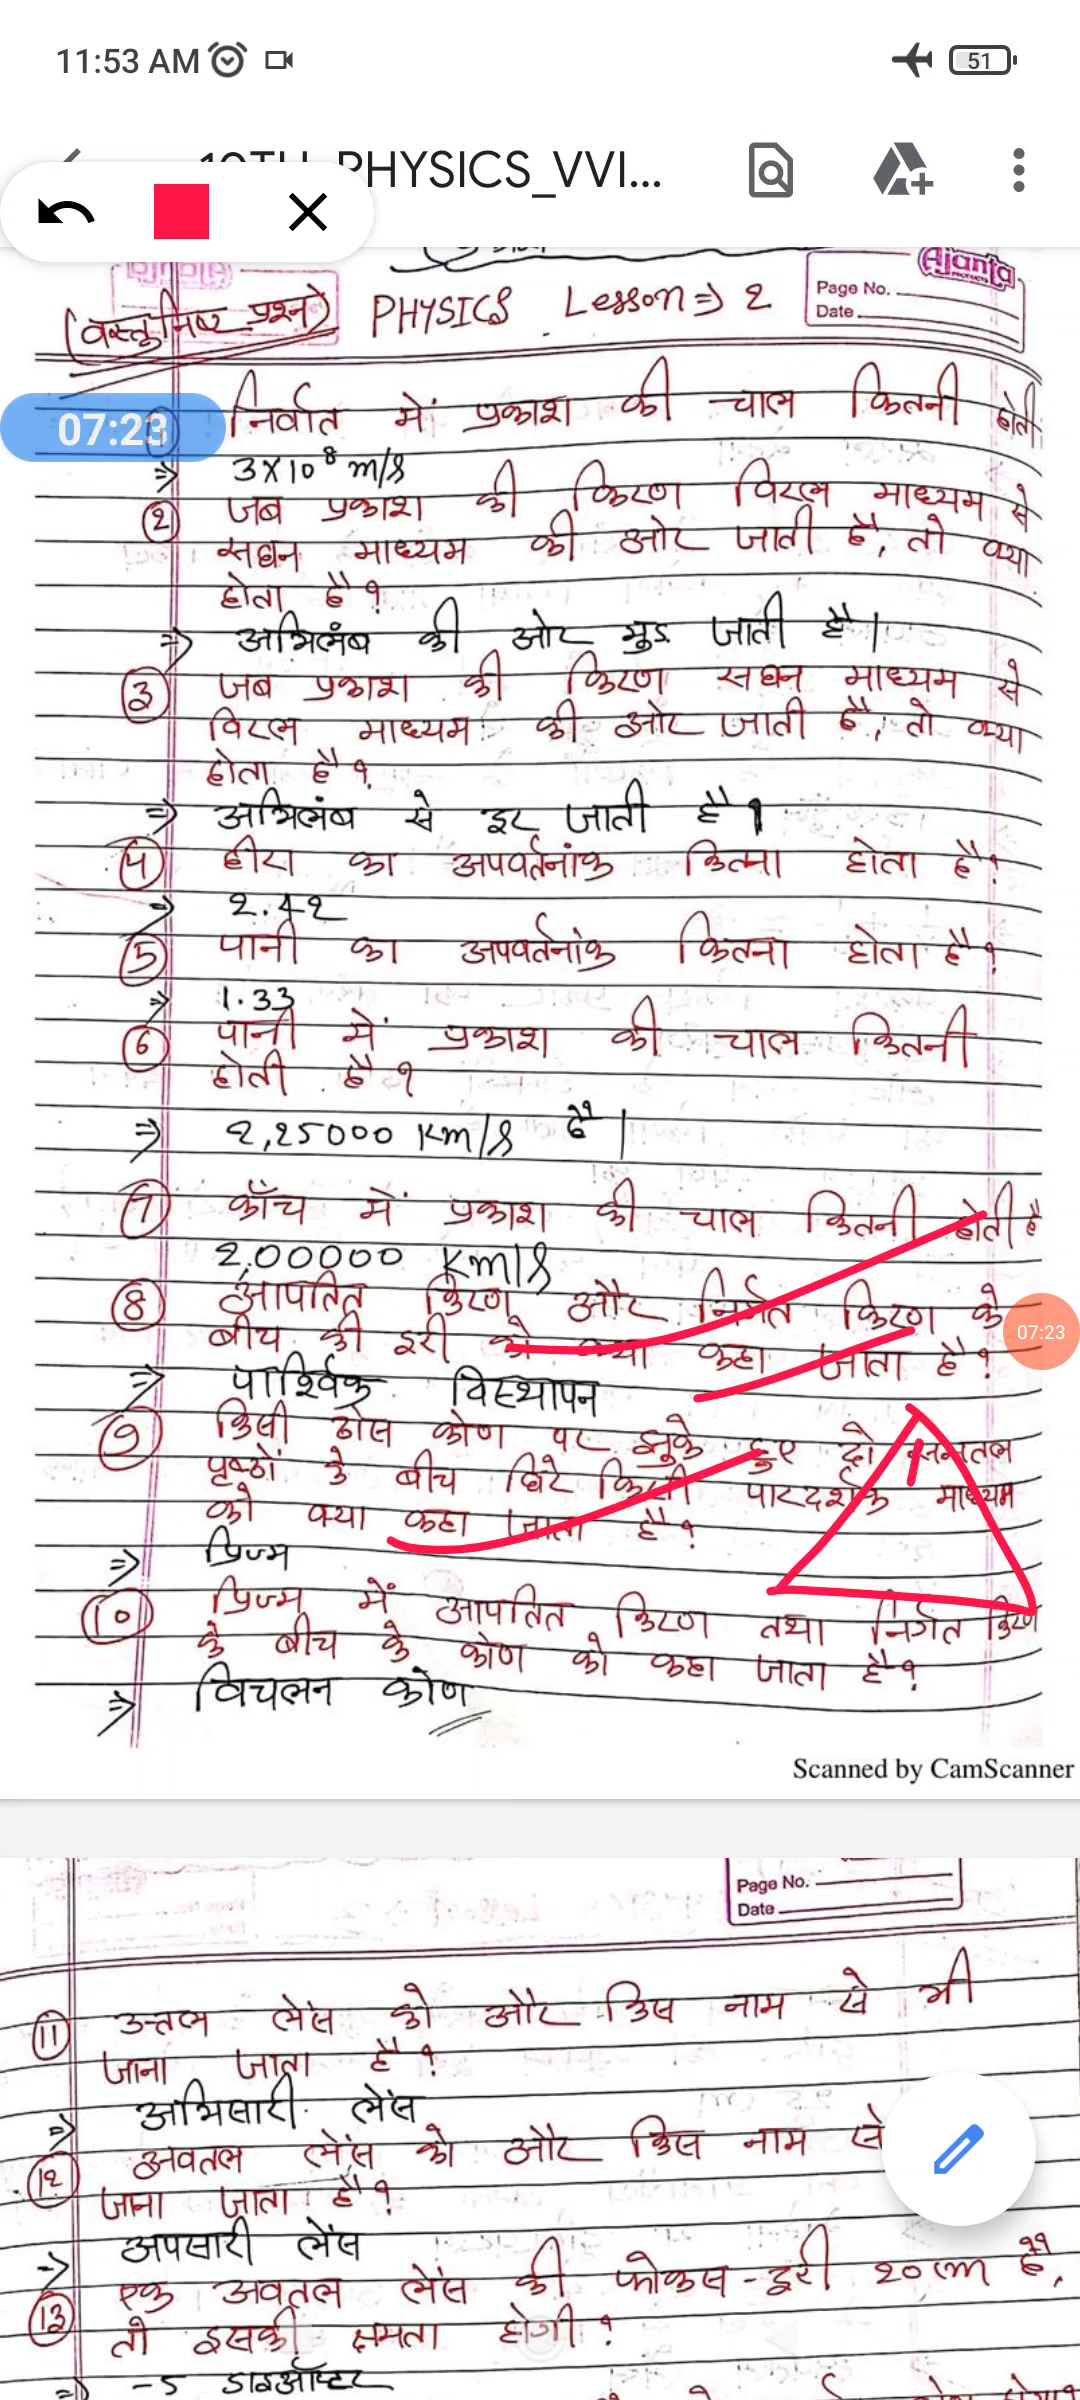 11:53 AM
51
10TH_PHYSICS_VVI...
Ajanta
(वस्तुनिष्ट प्रश्न) PHYSICS Lesson⇒ 2
Page No.
Date
07:23
① निर्वात में प्रकाश की चाल कितनी होती
⇒ 3×10⁸ m/s
② जब प्रकाश की किरण विरल माध्यम से
सघन माध्यम की ओर जाती है, तो क्या
होता है?
⇒ अभिलंब की ओर मुड़ जाती है।
③ जब प्रकाश की किरण सघन माध्यम से
विरल माध्यम की ओर जाती है, तो क्या
होता है?
⇒ अभिलंब से दूर जाती है।
④ हीरा का अपवर्तनांक कितना होता है?
⇒ 2.42
⑤ पानी का अपवर्तनांक कितना होता है?
⇒ 1.33
⑥ पानी में प्रकाश की चाल कितनी
होती है?
⇒ 2,25000 Km/s है।
⑦ काँच में प्रकाश की चाल कितनी होती है
2,00000 Km/s
⑧ आपतित किरण और निर्गत किरण के
बीच की दूरी को क्या कहा जाता है?
07:23
⇒ पार्श्विक विस्थापन
⑨ किसी ठोस कोण पर झुके हुए दो समतल
पृष्ठों के बीच घिरे किसी पारदर्शक माध्यम
को क्या कहा जाता है?
⇒ प्रिज्म
⑩ प्रिज्म में आपतित किरण तथा निर्गत किरण
के बीच के कोण को कहा जाता है?
⇒ विचलन कोण
Scanned by CamScanner
Page No.
Date
⑪ उत्तल लेंस को और किस नाम से भी
जाना जाता है?
⇒ अभिसारी लेंस
⑫ अवतल लेंस को और किस नाम से
जाना जाता है?
⇒ अपसारी लेंस
⑬ एक अवतल लेंस की फोकस-दूरी 20 cm है,
तो इसकी क्षमता होगी?
⇒ -5 डाइऑप्टर